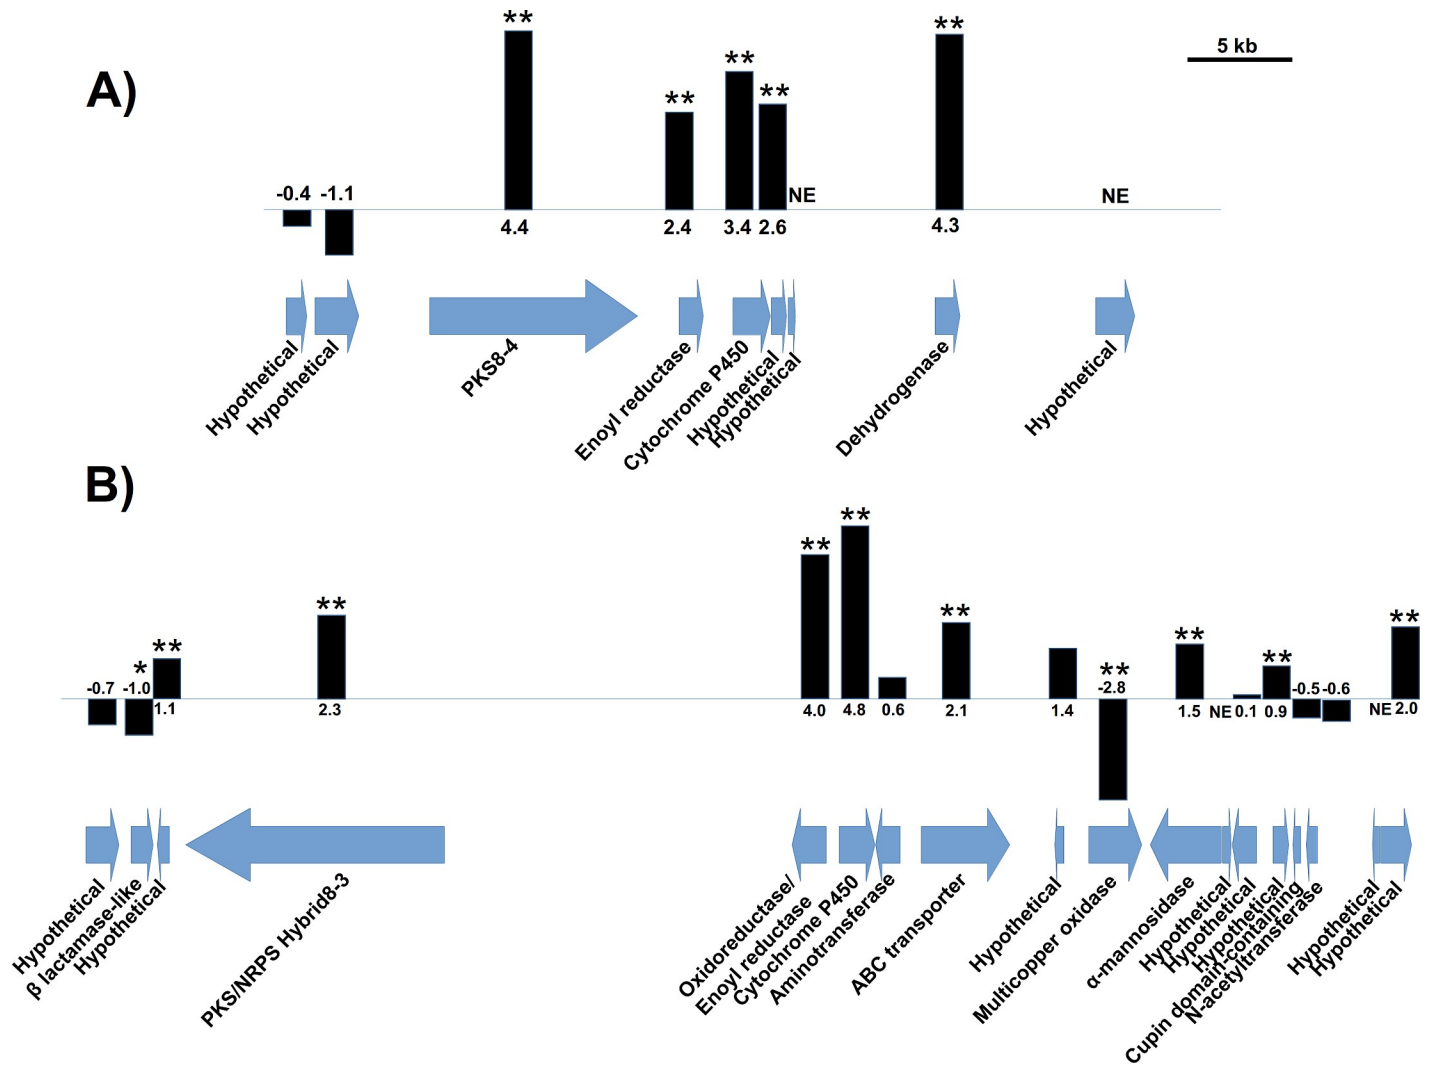 A)
5 kb
** ** ** ** **
-0.4 -1.1 NE NE
4.4 2.4 3.4 2.6 4.3
Hypothetical
Hypothetical
PKS8-4
Enoyl reductase
Cytochrome P450
Hypothetical
Hypothetical
Dehydrogenase
Hypothetical
B)
* ** ** ** ** ** ** ** ** **
-0.7 -1.0 -2.8 -0.5 -0.6
1.1 2.3 4.0 4.8 0.6 2.1 1.4 1.5 NE 0.1 0.9 NE 2.0
Hypothetical
β lactamase-like
Hypothetical
PKS/NRPS Hybrid8-3
Oxidoreductase/
Enoyl reductase
Cytochrome P450
Aminotransferase
ABC transporter
Hypothetical
Multicopper oxidase
α-mannosidase
Hypothetical
Hypothetical
Hypothetical
Cupin domain-containing
N-acetyltransferase
Hypothetical
Hypothetical